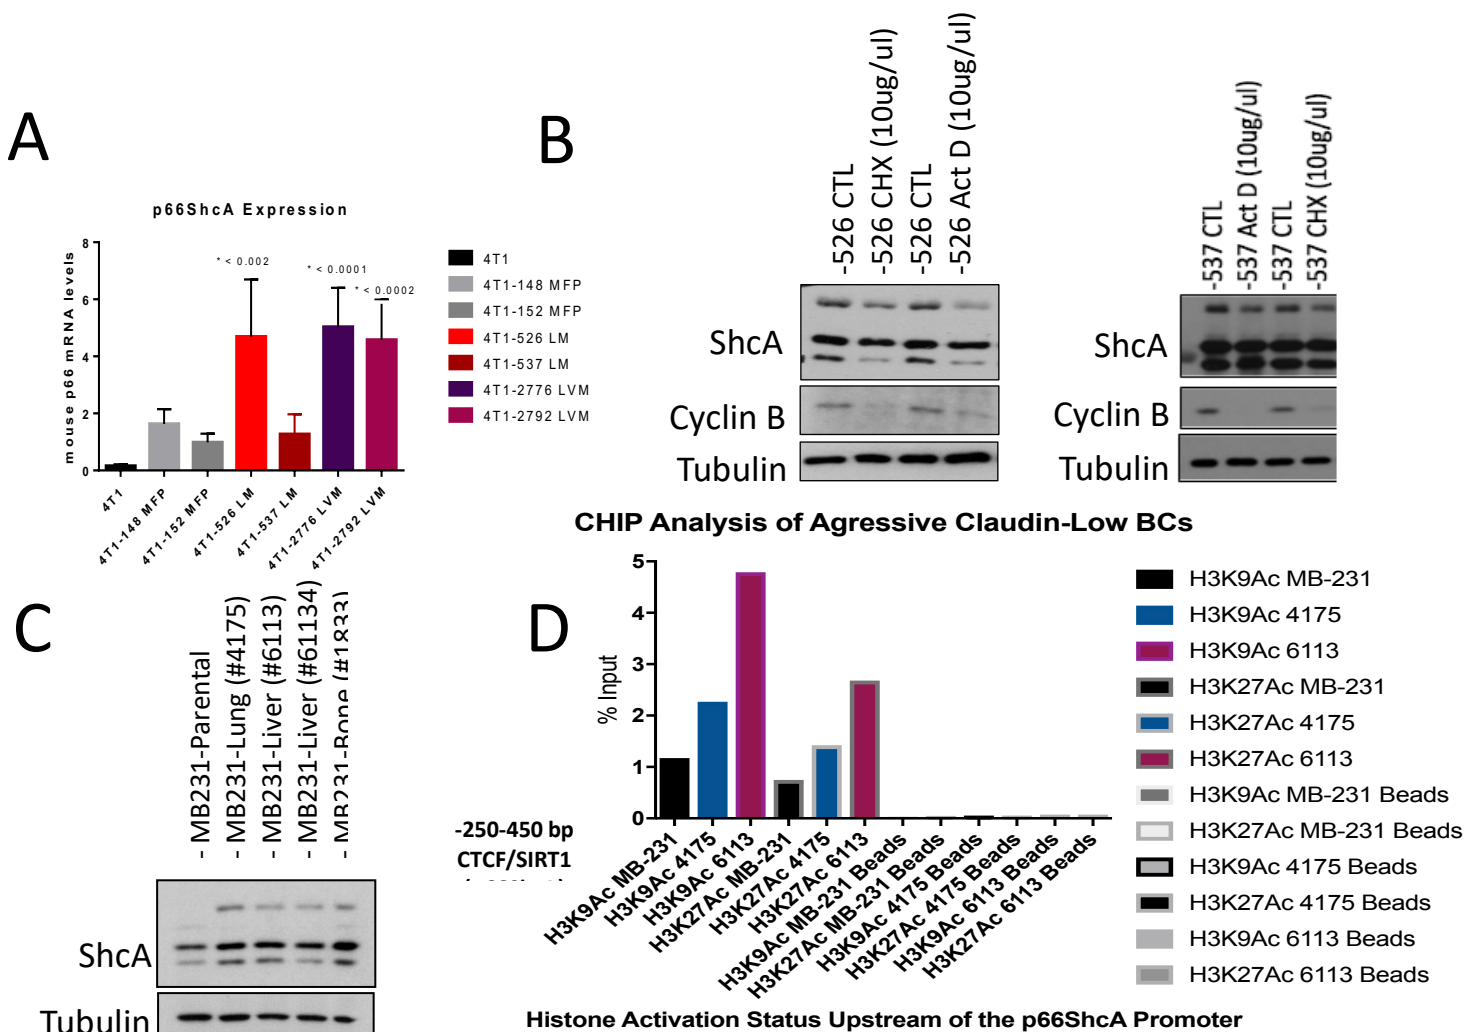 A
p66ShcA Expression
mouse p66 mRNA levels
8
6
4
2
0
* < 0.002
* < 0.0001
* < 0.0002
4T1
4T1-148 MFP
4T1-152 MFP
4T1-526 LM
4T1-537 LM
4T1-2776 LVM
4T1-2792 LVM
4T1
4T1-148 MFP
4T1-152 MFP
4T1-526 LM
4T1-537 LM
4T1-2776 LVM
4T1-2792 LVM
B
-526 CTL
-526 CHX (10ug/ul)
-526 CTL
-526 Act D (10ug/ul)
ShcA
Cyclin B
Tubulin
-537 CTL
-537 Act D (10ug/ul)
-537 CTL
-537 CHX (10ug/ul)
ShcA
Cyclin B
Tubulin
C
- MB231-Parental
- MB231-Lung (#4175)
- MB231-Liver (#6113)
- MB231-Liver (#61134)
- MB231-Bone (#1833)
ShcA
Tubulin
D
CHIP Analysis of Agressive Claudin-Low BCs
% Input
5
4
3
2
1
0
-250-450 bp
CTCF/SIRT1
H3K9Ac MB-231
H3K9Ac 4175
H3K9Ac 6113
H3K27Ac MB-231
H3K27Ac 4175
H3K27Ac 6113
H3K9Ac MB-231 Beads
H3K27Ac MB-231 Beads
H3K9Ac 4175 Beads
H3K27Ac 4175 Beads
H3K9Ac 6113 Beads
H3K27Ac 6113 Beads
Histone Activation Status Upstream of the p66ShcA Promoter
H3K9Ac MB-231
H3K9Ac 4175
H3K9Ac 6113
H3K27Ac MB-231
H3K27Ac 4175
H3K27Ac 6113
H3K9Ac MB-231 Beads
H3K27Ac MB-231 Beads
H3K9Ac 4175 Beads
H3K27Ac 4175 Beads
H3K9Ac 6113 Beads
H3K27Ac 6113 Beads